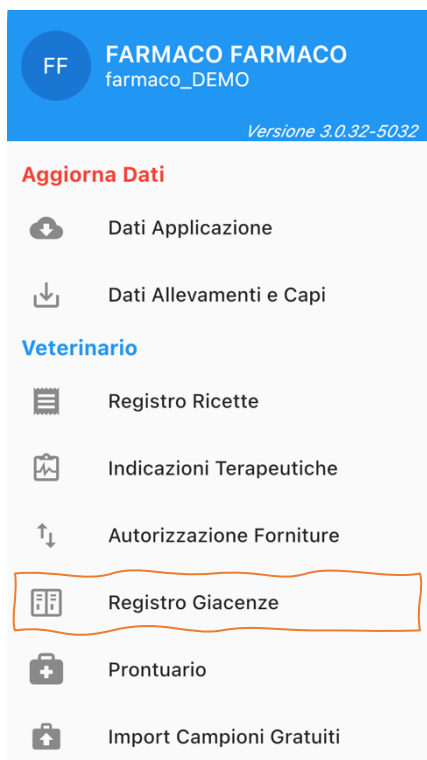 FF
FARMACO FARMACO
farmaco_DEMO
Versione 3.0.32-5032
Aggiorna Dati
Dati Applicazione
Dati Allevamenti e Capi
Veterinario
Registro Ricette
Indicazioni Terapeutiche
Autorizzazione Forniture
Registro Giacenze
Prontuario
Import Campioni Gratuiti